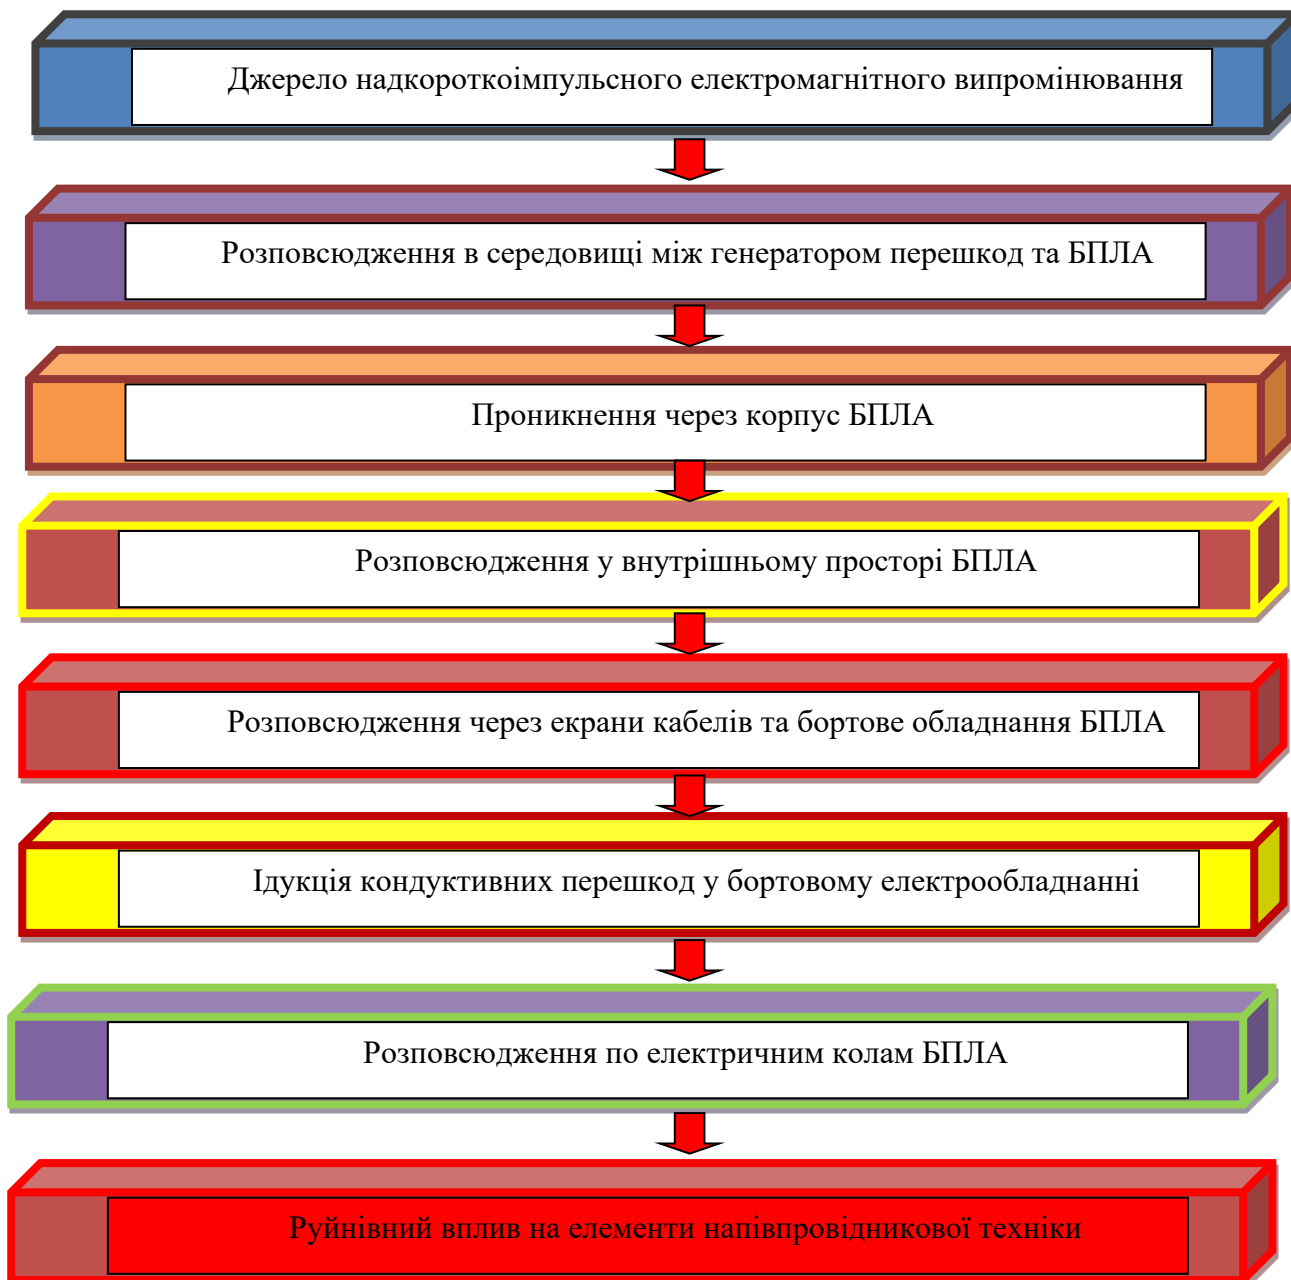 Джерело надкороткоімпульсного електромагнітного випромінювання
Розповсюдження в середовищі між генератором перешкод та БПЛА
Проникнення через корпус БПЛА
Розповсюдження у внутрішньому просторі БПЛА
Розповсюдження через екрани кабелів та бортове обладнання БПЛА
Ідукція кондуктивних перешкод у бортовому електрообладнанні
Розповсюдження по електричним колам БПЛА
Руйнівний вплив на елементи напівпровідникової техніки